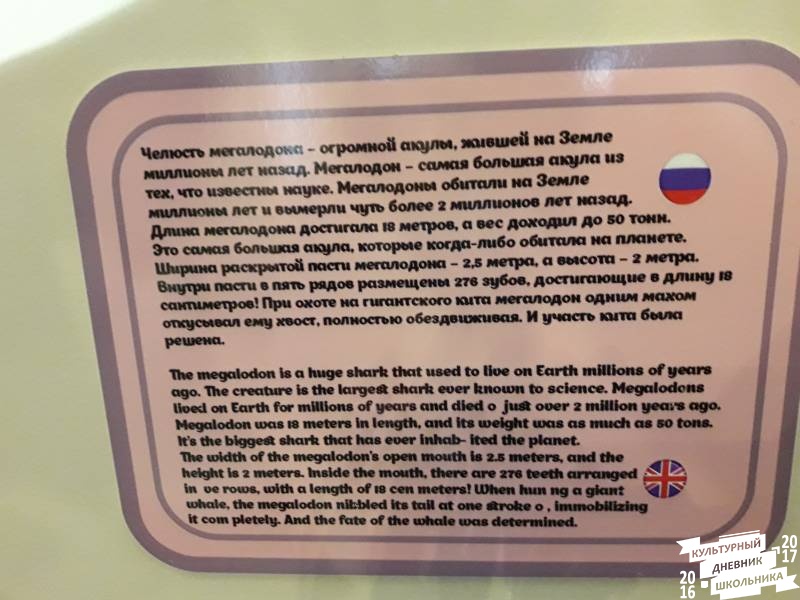 Челюсть мегалодона - огромной акулы, жившей на Земле
миллионы лет назад. Мегалодон - самая большая акула из
тех, что известны науке. Мегалодоны обитали на Земле
миллионы лет и вымерли чуть более 2 миллионов лет назад.
Длина мегалодона достигала 18 метров, а вес доходил до 50 тонн.
Это самая большая акула, которые когда-либо обитала на планете.
Ширина раскрытой пасти мегалодона - 2,5 метра, а высота - 2 метра.
Внутри пасти в пять рядов размещены 276 зубов, достигающие в длину 18
сантиметров! При охоте на гигантского кита мегалодон одним махом
откусывал ему хвост, полностью обездвиживая. И участь кита была
решена.
The megalodon is a huge shark that used to live on Earth millions of years
ago. The creature is the largest shark ever known to science. Megalodons
lived on Earth for millions of years and died o just over 2 million years ago.
Megalodon was 18 meters in length, and its weight was as much as 50 tons.
It's the biggest shark that has ever inhab- ited the planet.
The width of the megalodon's open mouth is 2.5 meters, and the
height is 2 meters. Inside the mouth, there are 276 teeth arranged
in ve rows, with a length of 18 cen meters! When hun ng a giant
whale, the megalodon nibbled its tail at one stroke o , immobilizing
it com pletely. And the fate of the whale was determined.
КУЛЬТУРНЫЙ
ДНЕВНИК
ШКОЛЬНИКА
2016
2017